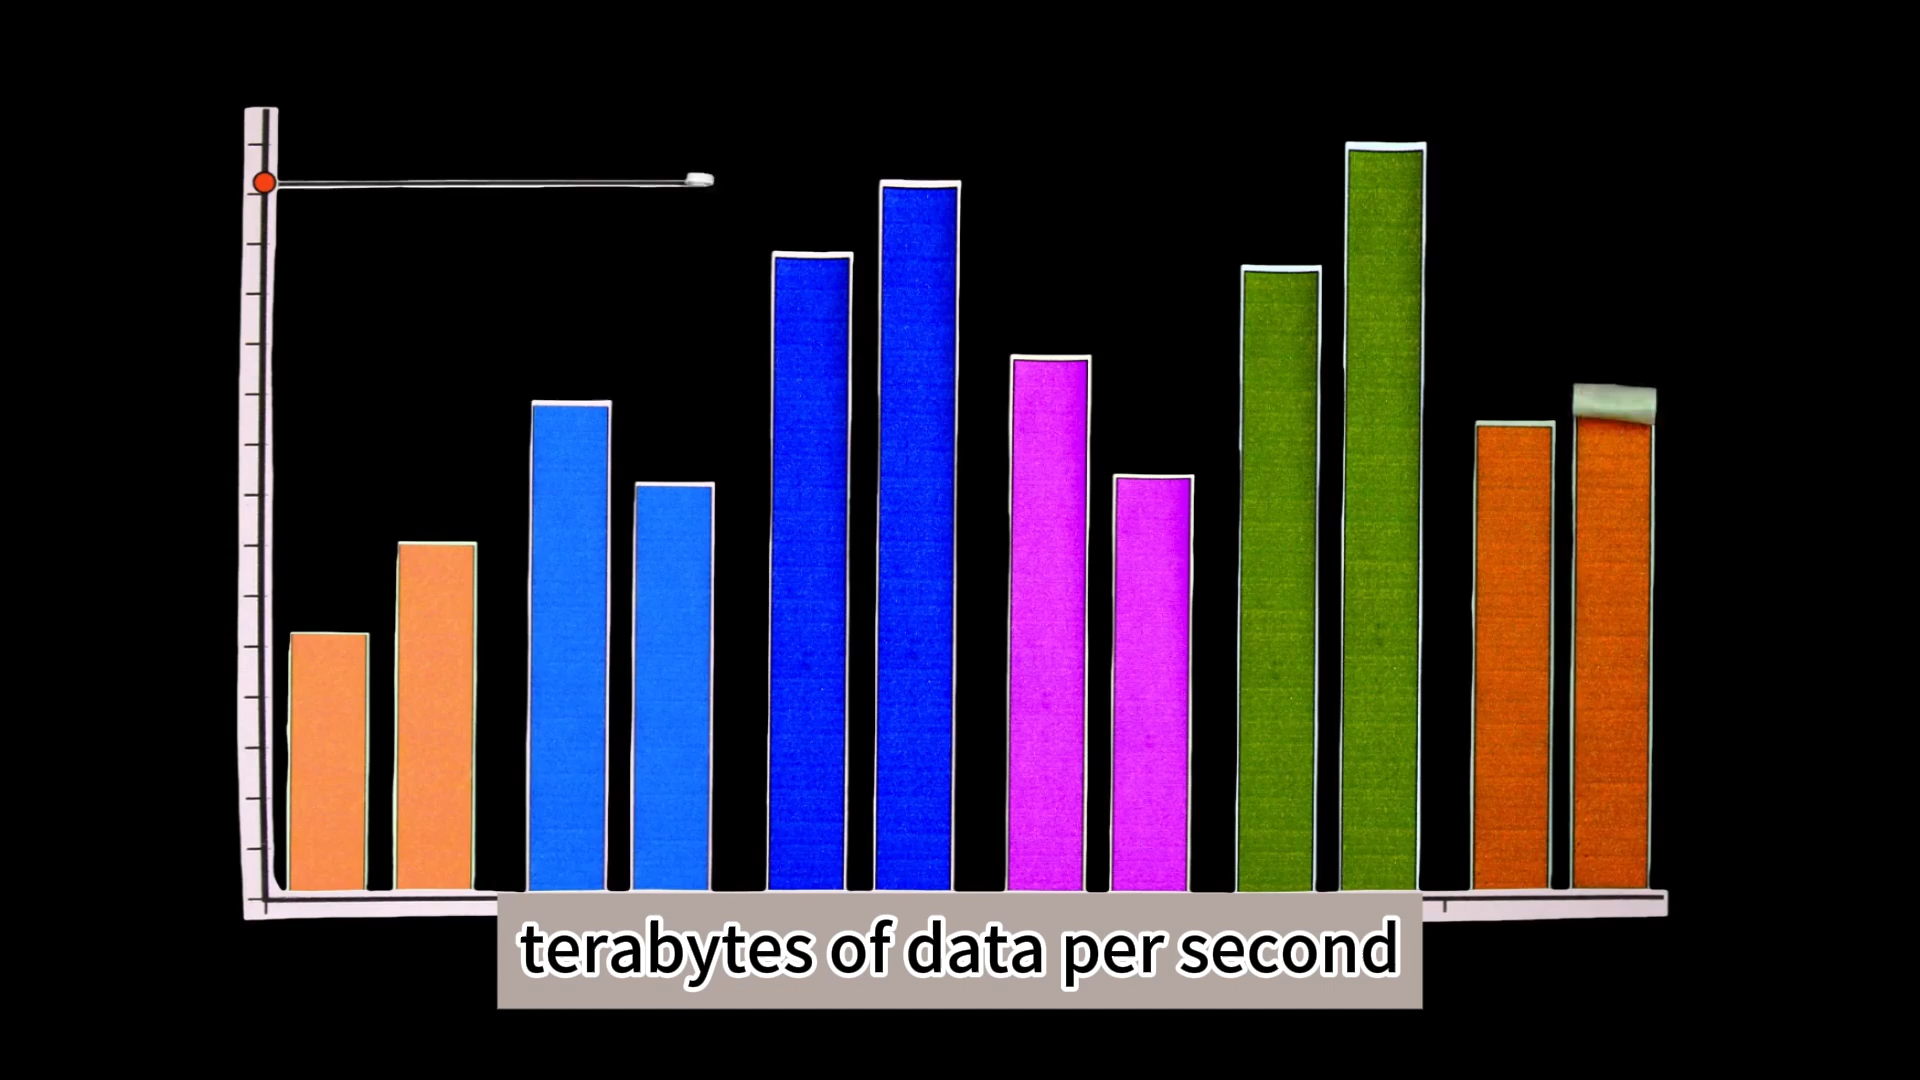 terabytes of data per second